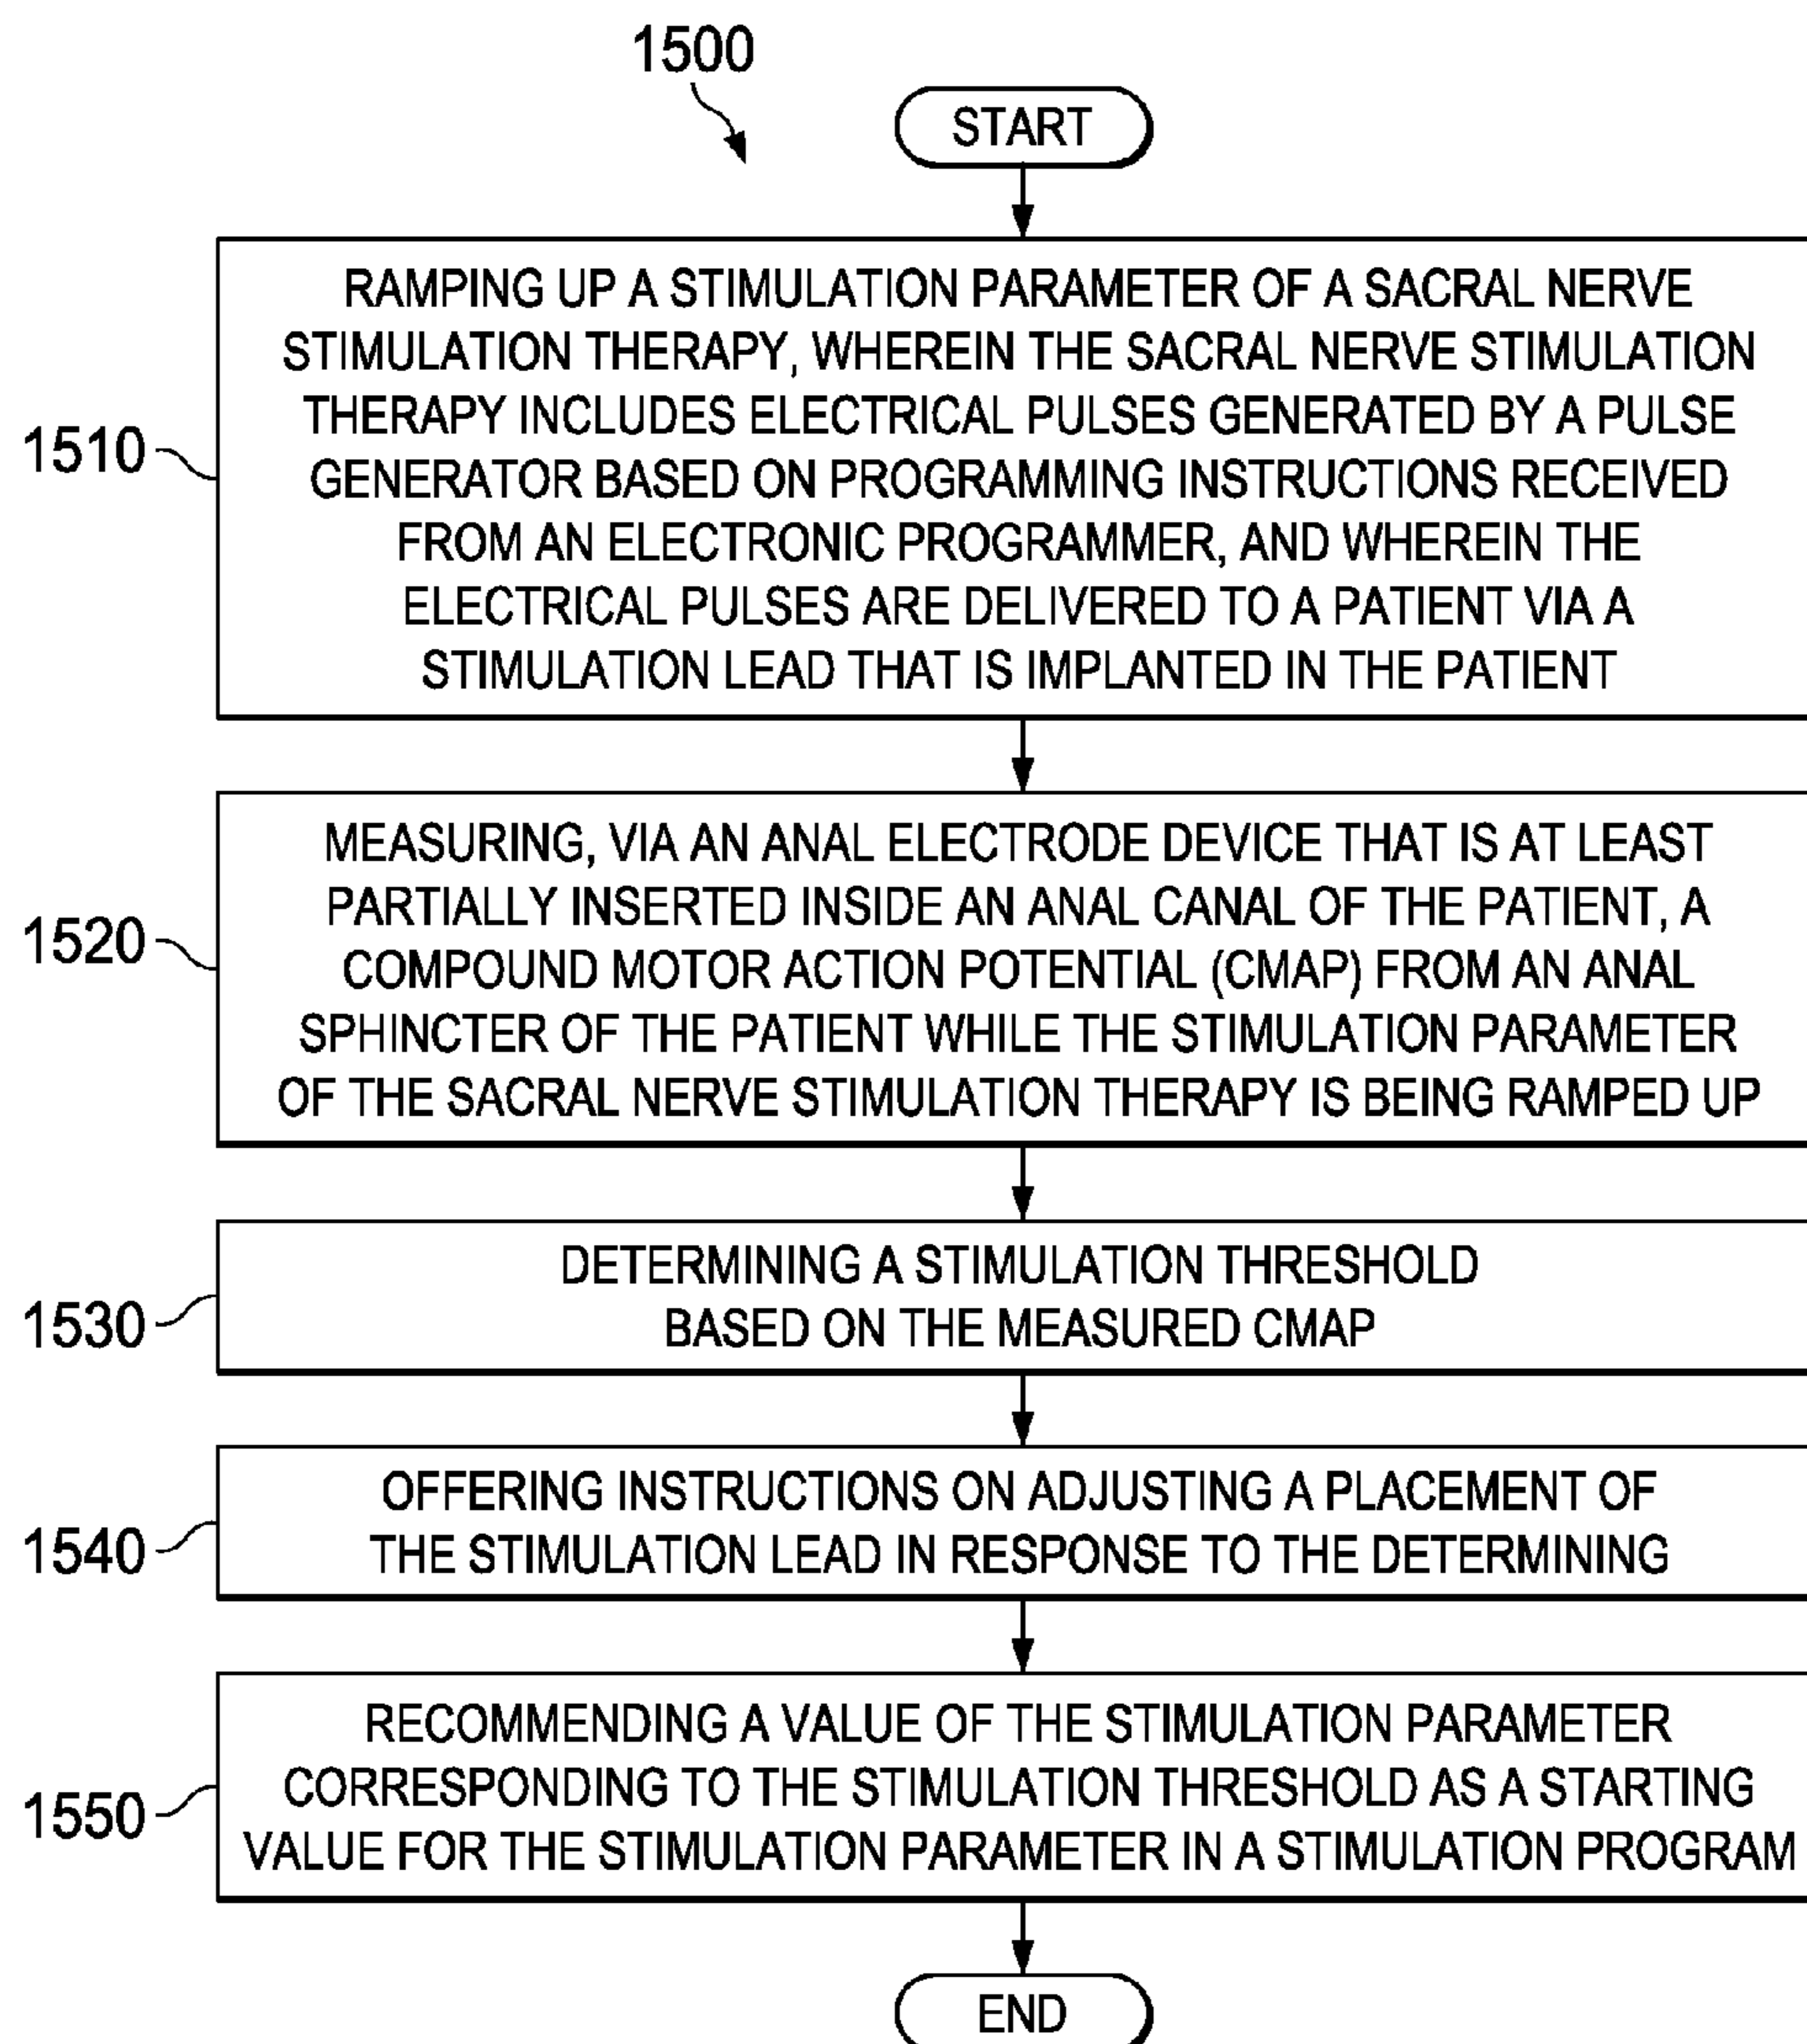 1500
START
1510
RAMPING UP A STIMULATION PARAMETER OF A SACRAL NERVE
STIMULATION THERAPY, WHEREIN THE SACRAL NERVE STIMULATION
THERAPY INCLUDES ELECTRICAL PULSES GENERATED BY A PULSE
GENERATOR BASED ON PROGRAMMING INSTRUCTIONS RECEIVED
FROM AN ELECTRONIC PROGRAMMER, AND WHEREIN THE
ELECTRICAL PULSES ARE DELIVERED TO A PATIENT VIA A
STIMULATION LEAD THAT IS IMPLANTED IN THE PATIENT
1520
MEASURING, VIA AN ANAL ELECTRODE DEVICE THAT IS AT LEAST
PARTIALLY INSERTED INSIDE AN ANAL CANAL OF THE PATIENT, A
COMPOUND MOTOR ACTION POTENTIAL (CMAP) FROM AN ANAL
SPHINCTER OF THE PATIENT WHILE THE STIMULATION PARAMETER
OF THE SACRAL NERVE STIMULATION THERAPY IS BEING RAMPED UP
1530
DETERMINING A STIMULATION THRESHOLD
BASED ON THE MEASURED CMAP
1540
OFFERING INSTRUCTIONS ON ADJUSTING A PLACEMENT OF
THE STIMULATION LEAD IN RESPONSE TO THE DETERMINING
1550
RECOMMENDING A VALUE OF THE STIMULATION PARAMETER
CORRESPONDING TO THE STIMULATION THRESHOLD AS A STARTING
VALUE FOR THE STIMULATION PARAMETER IN A STIMULATION PROGRAM
END